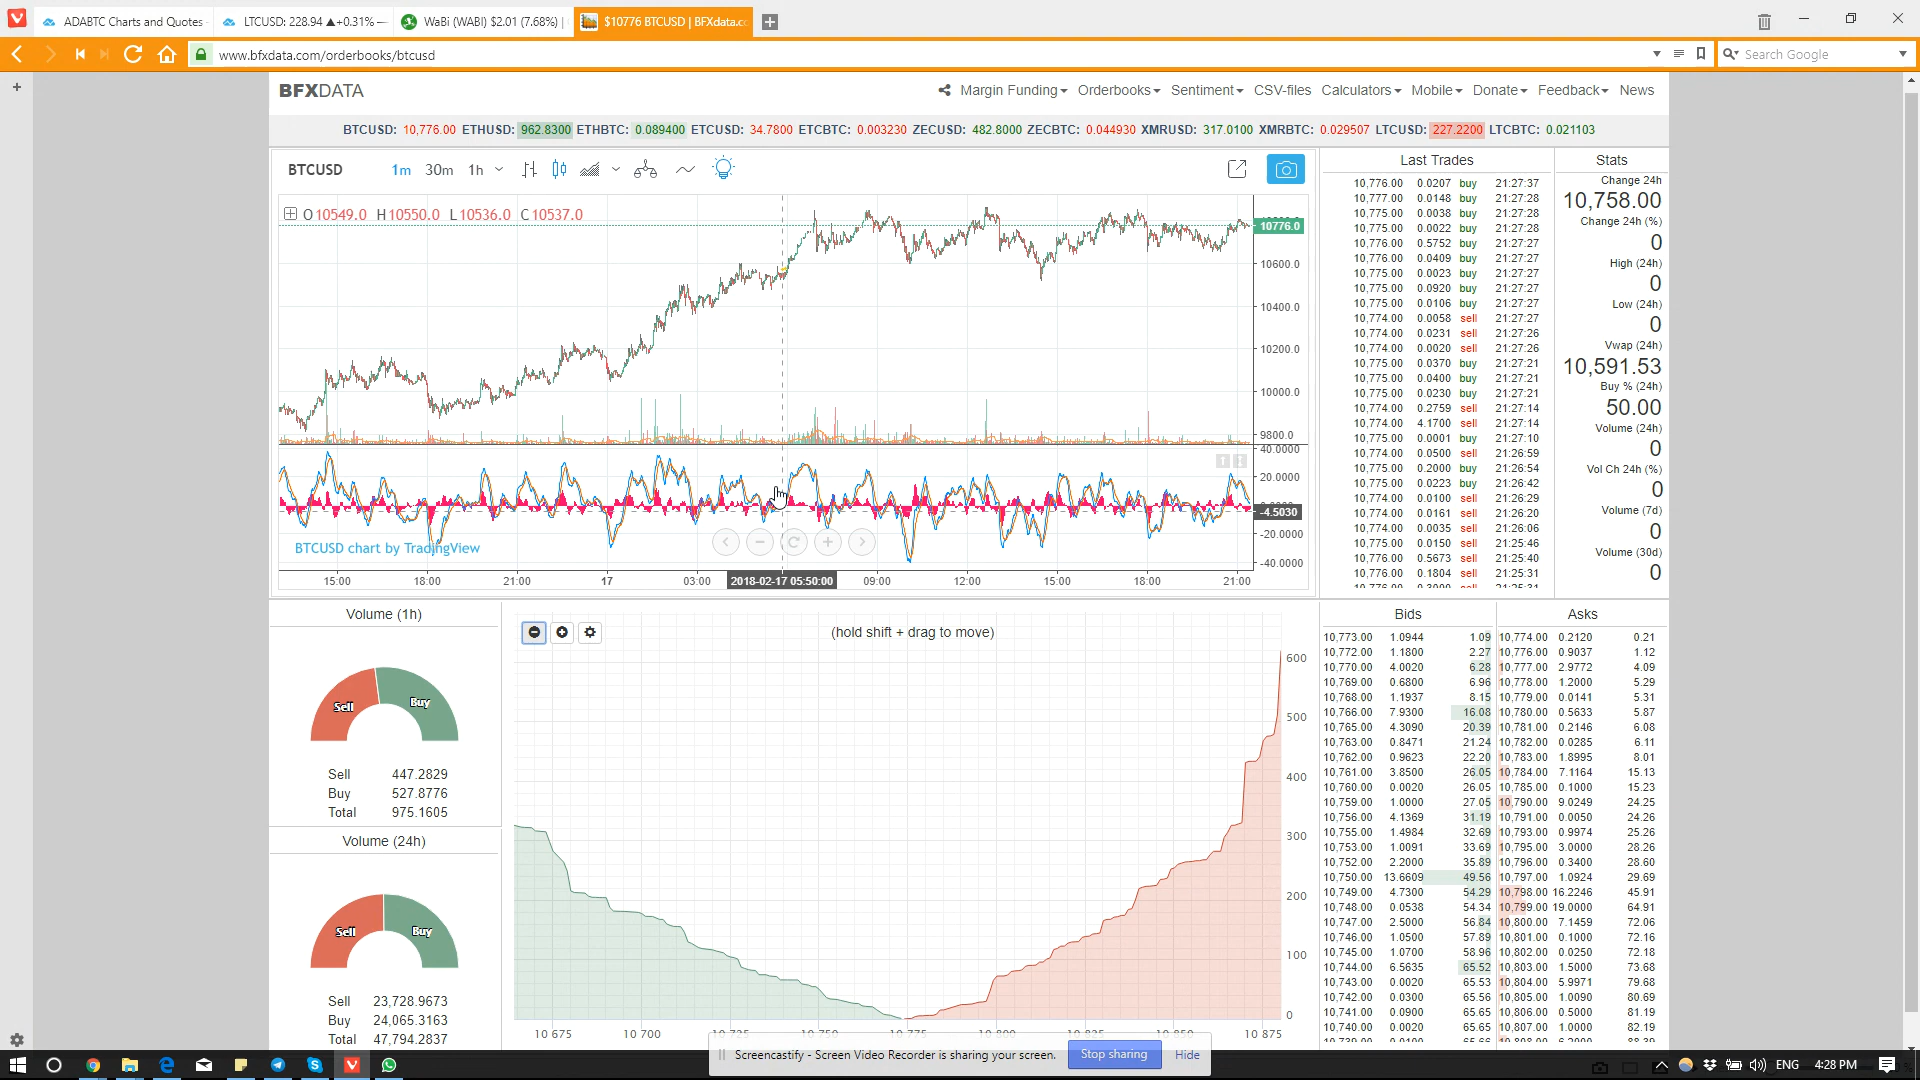 ADABTC Charts and Quotes
LTCUSD: 228.94 ▲+0.31% —
WaBi (WABI) $2.01 (7.68%) |
$10776 BTCUSD | BFXdata.co
www.bfxdata.com/orderbooks/btcusd
Search Google
BFXDATA
Margin Funding Orderbooks Sentiment CSV-files Calculators Mobile Donate Feedback News
BTCUSD: 10,776.00 ETHUSD: 962.8300 ETHBTC: 0.089400 ETCUSD: 34.7800 ETCBTC: 0.003230 ZECUSD: 482.8000 ZECBTC: 0.044930 XMRUSD: 317.0100 XMRBTC: 0.029507 LTCUSD: 227.2200 LTCBTC: 0.021103
BTCUSD 1m 30m 1h
O 10549.0 H 10550.0 L 10536.0 C 10537.0
10776.0
10600.0
10400.0
10200.0
10000.0
9800.0
40.0000
20.0000
-4.5030
-20.0000
-40.0000
BTCUSD chart by TradingView
15:00 18:00 21:00 17 03:00 2018-02-17 05:50:00 09:00 12:00 15:00 18:00 21:00
Last Trades
10,776.00 0.0207 buy 21:27:37
10,777.00 0.0148 buy 21:27:28
10,775.00 0.0038 buy 21:27:28
10,775.00 0.0022 buy 21:27:28
10,776.00 0.5752 buy 21:27:27
10,776.00 0.0409 buy 21:27:27
10,775.00 0.0023 buy 21:27:27
10,775.00 0.0920 buy 21:27:27
10,775.00 0.0106 buy 21:27:27
10,774.00 0.0058 sell 21:27:27
10,774.00 0.0231 sell 21:27:26
10,774.00 0.0020 sell 21:27:26
10,775.00 0.0370 buy 21:27:21
10,775.00 0.0400 buy 21:27:21
10,775.00 0.0230 buy 21:27:21
10,774.00 0.2759 sell 21:27:14
10,774.00 4.1700 sell 21:27:14
10,775.00 0.0001 buy 21:27:10
10,774.00 0.0500 sell 21:26:59
10,775.00 0.2000 buy 21:26:54
10,775.00 0.0223 buy 21:26:42
10,774.00 0.0100 sell 21:26:29
10,774.00 0.0161 sell 21:26:20
10,774.00 0.0035 sell 21:26:06
10,775.00 0.0150 sell 21:25:46
10,776.00 0.5673 sell 21:25:40
10,776.00 0.1804 sell 21:25:31
Stats
Change 24h
10,758.00
Change 24h (%)
0
High (24h)
0
Low (24h)
0
Vwap (24h)
10,591.53
Buy % (24h)
50.00
Volume (24h)
0
Vol Ch 24h (%)
0
Volume (7d)
0
Volume (30d)
0
Volume (1h)
Sell Buy
Sell 447.2829
Buy 527.8776
Total 975.1605
Volume (24h)
Sell Buy
Sell 23,728.9673
Buy 24,065.3163
Total 47,794.2837
(hold shift + drag to move)
600
500
400
300
200
100
0
10 675 10 700 10 725 10 750 10 775 10 800 10 825 10 850 10 875
Bids Asks
10,773.00 1.0944 1.09 10,774.00 0.2120 0.21
10,772.00 1.1800 2.27 10,776.00 0.9037 1.12
10,770.00 4.0020 6.28 10,777.00 2.9772 4.09
10,769.00 0.6800 6.96 10,778.00 1.2000 5.29
10,768.00 1.1937 8.15 10,779.00 0.0141 5.31
10,766.00 7.9300 16.08 10,780.00 0.5633 5.87
10,765.00 4.3090 20.39 10,781.00 0.2146 6.08
10,763.00 0.8471 21.24 10,782.00 0.0285 6.11
10,762.00 0.9623 22.20 10,783.00 1.8995 8.01
10,761.00 3.8500 26.05 10,784.00 7.1164 15.13
10,760.00 0.0020 26.05 10,785.00 0.1000 15.23
10,759.00 1.0000 27.05 10,790.00 9.0249 24.25
10,756.00 4.1369 31.19 10,791.00 0.0050 24.26
10,755.00 1.4984 32.69 10,793.00 0.9974 25.26
10,753.00 1.0091 33.69 10,795.00 3.0000 28.26
10,752.00 2.2000 35.89 10,796.00 0.3400 28.60
10,750.00 13.6609 49.56 10,797.00 1.0924 29.69
10,749.00 4.7300 54.29 10,798.00 16.2246 45.91
10,748.00 0.0538 54.34 10,799.00 19.0000 64.91
10,747.00 2.5000 56.84 10,800.00 7.1459 72.06
10,746.00 1.0500 57.89 10,801.00 0.1000 72.16
10,745.00 1.0700 58.96 10,802.00 0.0250 72.18
10,744.00 6.5635 65.52 10,803.00 1.5000 73.68
10,743.00 0.0020 65.53 10,804.00 5.9971 79.68
10,742.00 0.0300 65.56 10,805.00 1.0090 80.69
10,741.00 0.0900 65.65 10,806.00 0.5000 81.19
10,740.00 0.0020 65.65 10,807.00 1.0000 82.19
Screencastify - Screen Video Recorder is sharing your screen. Stop sharing Hide
ENG 4:28 PM